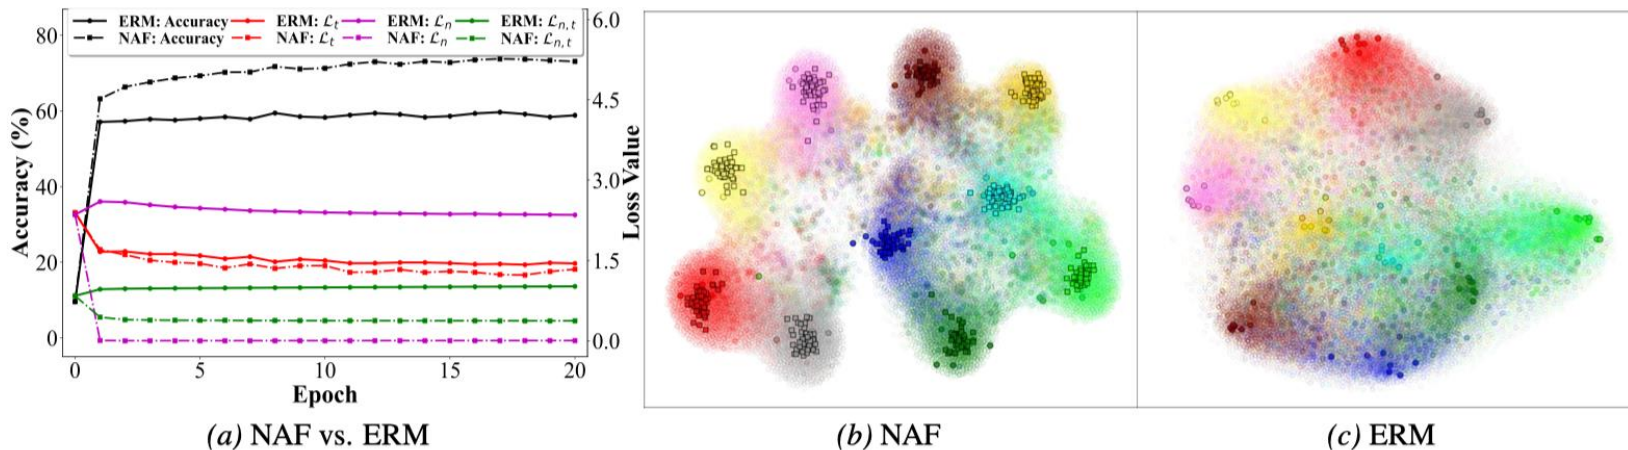 ERM: Accuracy ERM: ℒt ERM: ℒn ERM: ℒn,t
NAF: Accuracy NAF: ℒt NAF: ℒn NAF: ℒn,t
80
60
40
20
0
Accuracy (%)
6.0
4.5
3.0
1.5
0.0
Loss Value
0 5 10 15 20
Epoch
(a) NAF vs. ERM
(b) NAF
(c) ERM